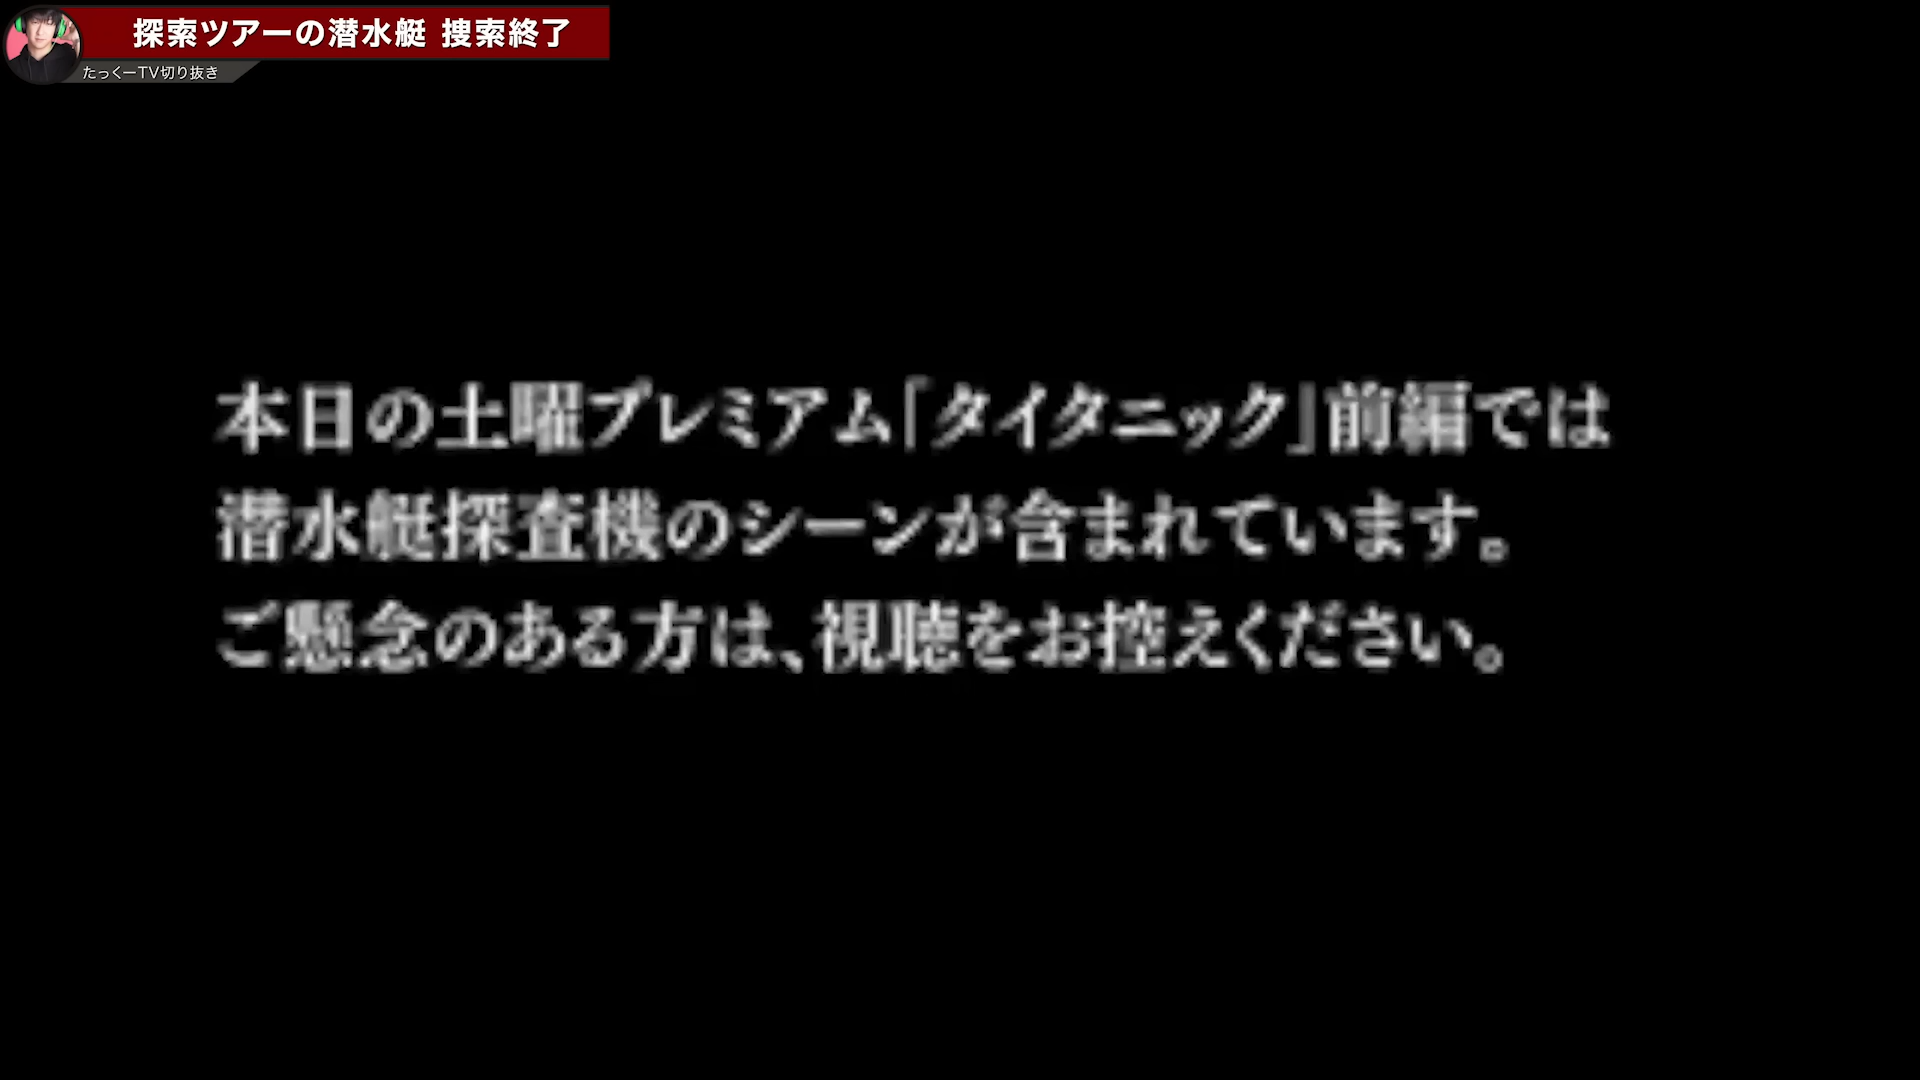 探索ツアーの潜水艇 捜索終了
たっくーTV切り抜き
本日の土曜プレミアム「タイタニック」前編では
潜水艇探査機のシーンが含まれています。
ご懸念のある方は、視聴をお控えください。